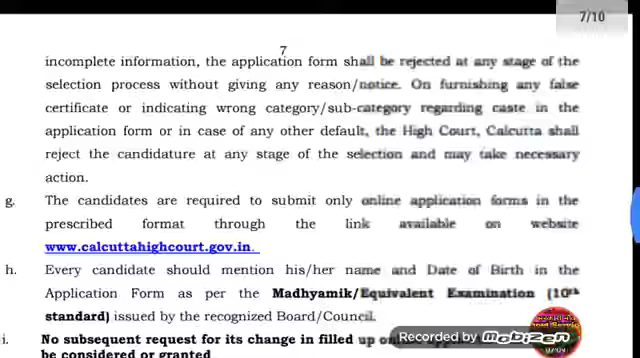 7/10
7
incomplete information, the application form shall be rejected at any stage of the
selection process without giving any reason/notice. On furnishing any false
certificate or indicating wrong category/sub-category regarding caste in the
application form or in case of any other default, the High Court, Calcutta shall
reject the candidature at any stage of the selection and may take necessary
action.
g. The candidates are required to submit only online application forms in the
prescribed format through the link available on website
www.calcuttahighcourt.gov.in.
h. Every candidate should mention his/her name and Date of Birth in the
Application Form as per the Madhyamik/Equivalent Examination (10th
standard) issued by the recognized Board/Council.
i. No subsequent request for its change in filled up
be considered or granted
Recorded by Mobizen